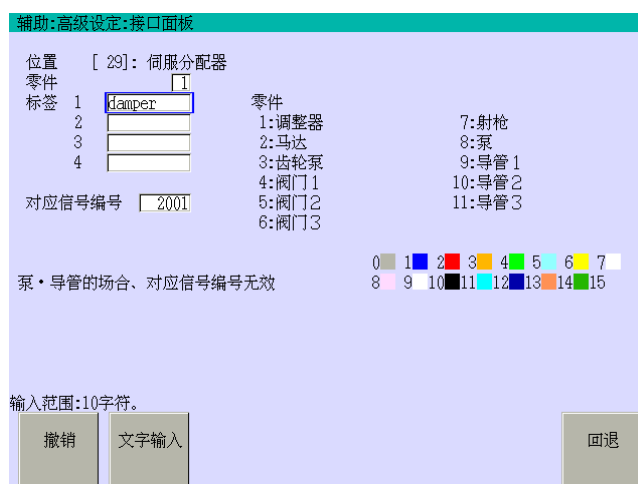 辅助:高级设定:接口面板
位置 [ 29]: 伺服分配器
零件 1
标签 1 damper 零件
2 1:调整器 7:射枪
3 2:马达 8:泵
4 3:齿轮泵 9:导管1
4:阀门1 10:导管2
对应信号编号 2001 5:阀门2 11:导管3
6:阀门3
0 1 2 3 4 5 6 7
泵・导管的场合、对应信号编号无效 8 9 10 11 12 13 14 15
输入范围:10字符。
撤销 文字输入 回退